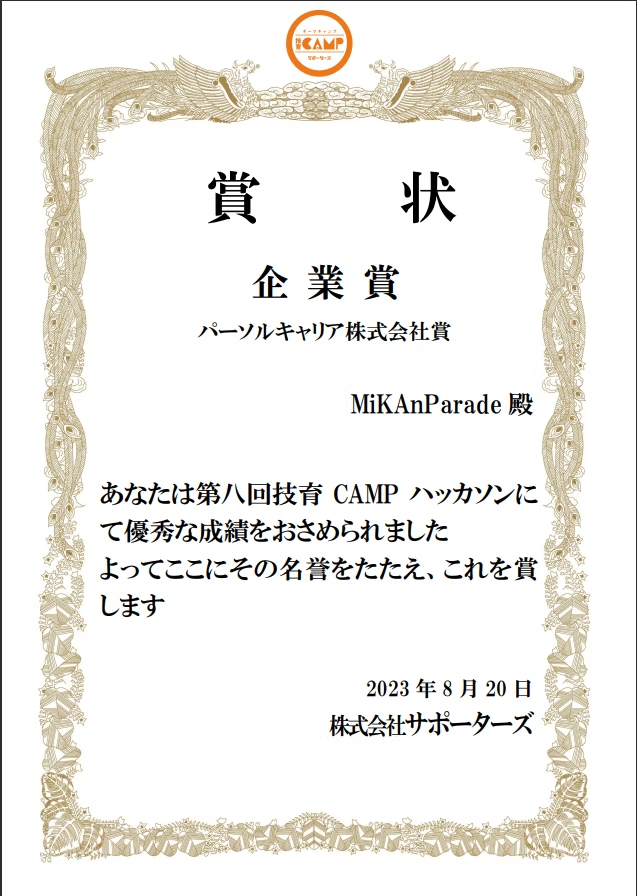 ギークキャンプ
技育CAMP
サポーターズ
賞 状
企 業 賞
パーソルキャリア株式会社賞
MiKAnParade 殿
あなたは第八回技育 CAMP ハッカソンに
て優秀な成績をおさめられました
よってここにその名誉をたたえ、これを賞
します
2023 年 8 月 20 日
株式会社サポーターズ